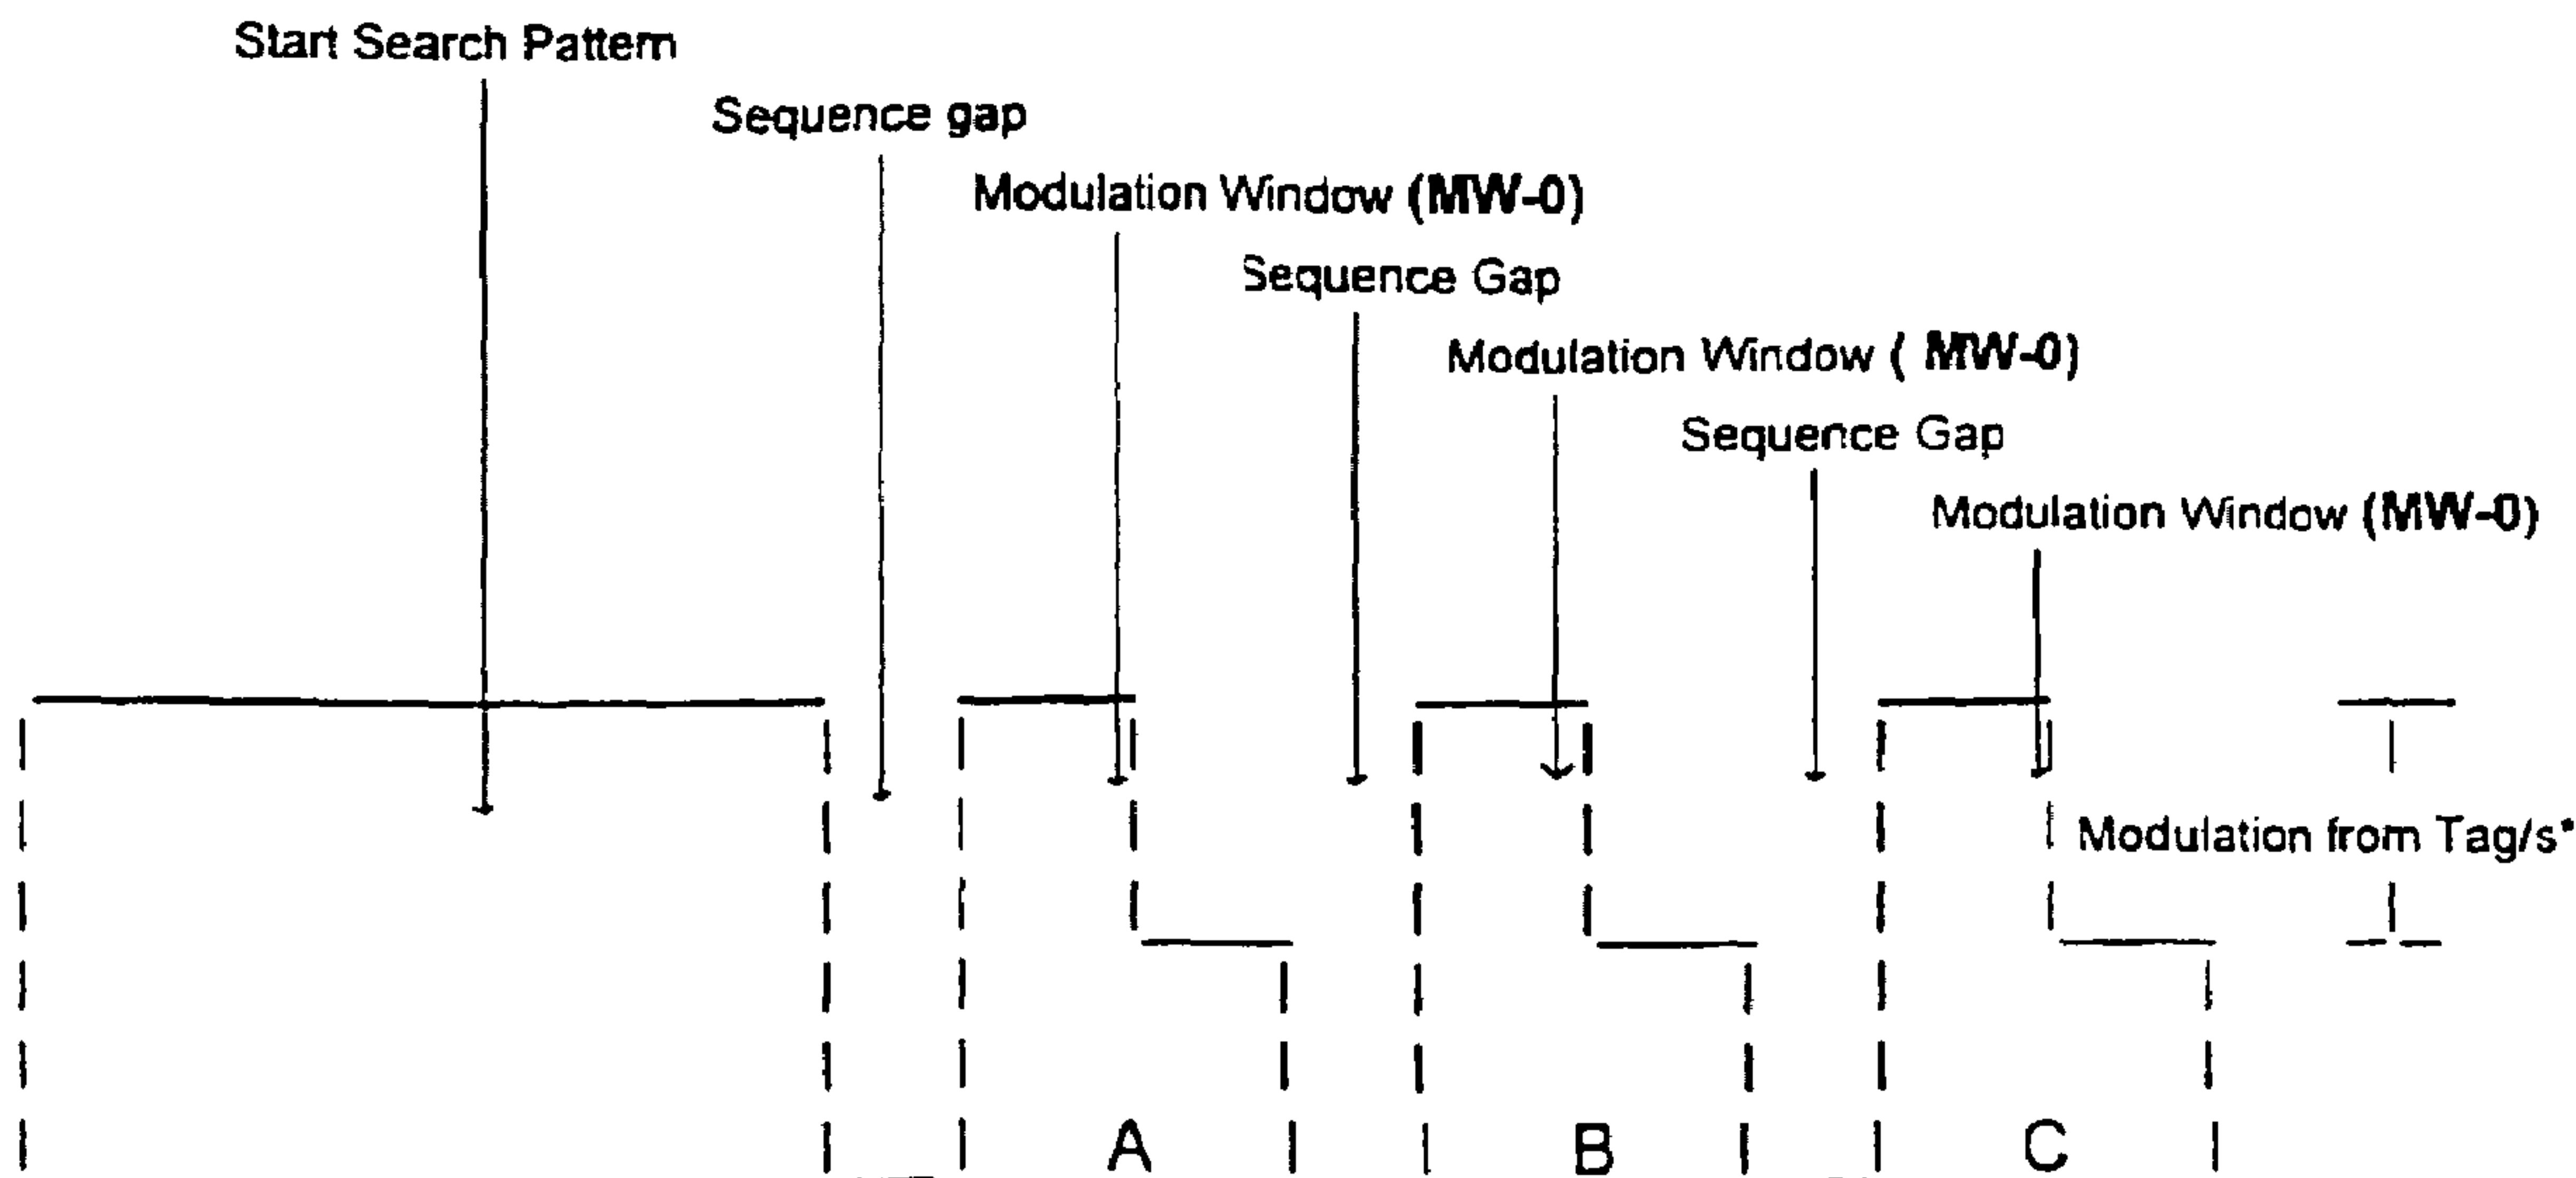 Start Search Pattern
Sequence gap
Modulation Window (MW-0)
Sequence Gap
Modulation Window ( MW-0)
Sequence Gap
Modulation Window (MW-0)
Modulation from Tag/s*
A B C